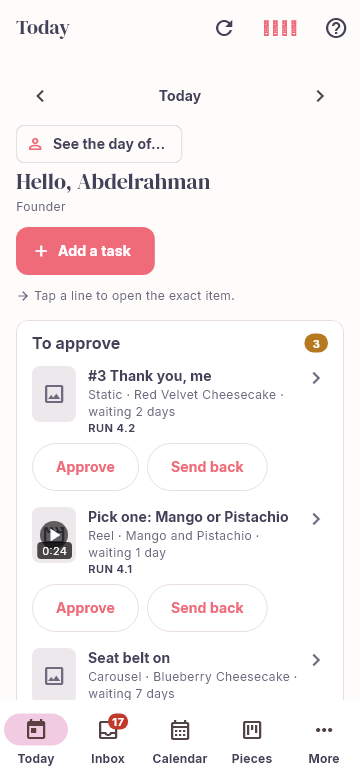 Today
Today
See the day of...
Hello, Abdelrahman
Founder
+ Add a task
→ Tap a line to open the exact item.
To approve
3
#3 Thank you, me
Static · Red Velvet Cheesecake ·
waiting 2 days
RUN 4.2
Approve
Send back
Pick one: Mango or Pistachio
0:24
Reel · Mango and Pistachio ·
waiting 1 day
RUN 4.1
Approve
Send back
Seat belt on
Carousel · Blueberry Cheesecake ·
waiting 7 days
17
Today
Inbox
Calendar
Pieces
More